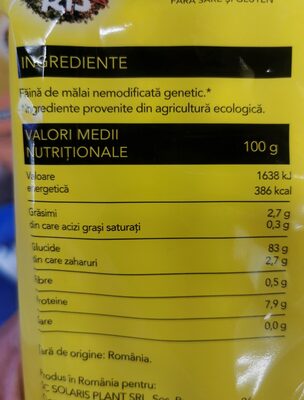 RIS
FĂRĂ SARE ȘI GLUTEN
INGREDIENTE
Făină de mălai nemodificată genetic.*
*Ingrediente provenite din agricultură ecologică.
VALORI MEDII
NUTRIȚIONALE 100 g
Valoare 1638 kJ
energetică 386 kcal
Grăsimi 2,7 g
din care acizi grași saturați 0,3 g
Glucide 83 g
din care zaharuri 2,7 g
Fibre 0,5 g
Proteine 7,9 g
Sare 0,0 g
Țară de origine: România.
Produs în România pentru:
SC SOLARIS PLANT SRL, Sos.